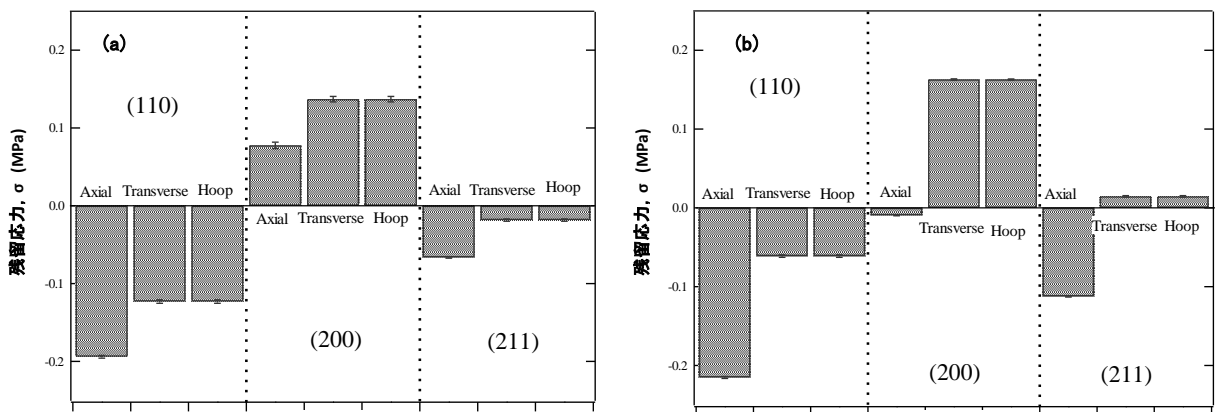 (a)
残留応力, σ (MPa)
0.2
0.1
0.0
-0.1
-0.2
(110)
Axial Transverse Hoop
Axial Transverse Hoop
(200)
Axial Transverse Hoop
(211)
(b)
残留応力, σ (MPa)
0.2
0.1
0.0
-0.1
-0.2
(110)
Axial Transverse Hoop
Axial
Transverse Hoop
(200)
Axial
Transverse Hoop
(211)